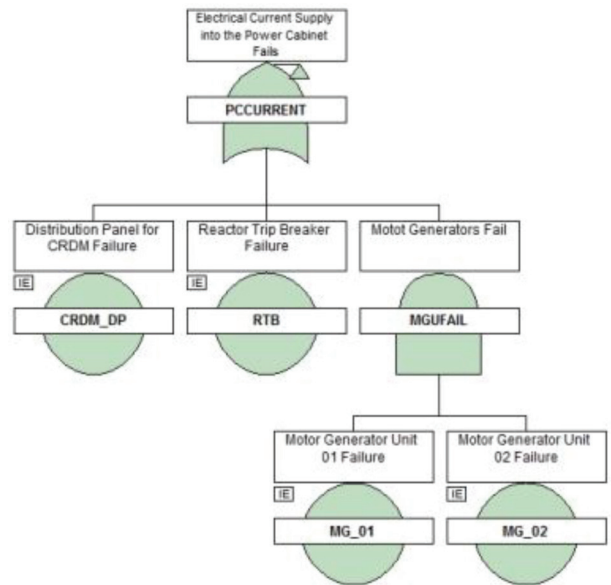 Electrical Current Supply
into the Power Cabinet
Fails
PCCURRENT
Distribution Panel for
CRDM Failure
Reactor Trip Breaker
Failure
Motot Generators Fail
IE
IE
CRDM_DP
RTB
MGUFAIL
Motor Generator Unit
01 Failure
Motor Generator Unit
02 Failure
IE
IE
MG_01
MG_02